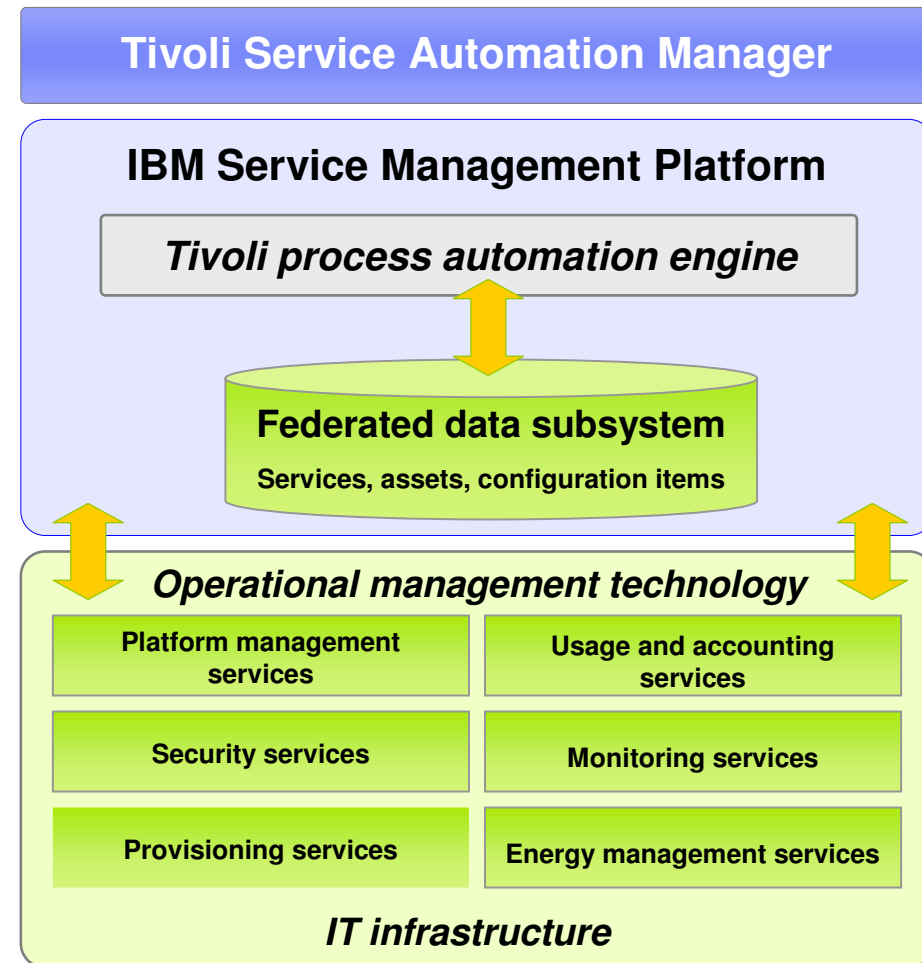 Tivoli Service Automation Manager
IBM Service Management Platform
Tivoli process automation engine
Federated data subsystem
Services, assets, configuration items
Operational management technology
Platform management
services
Usage and accounting
services
Security services
Monitoring services
Provisioning services
Energy management services
IT infrastructure